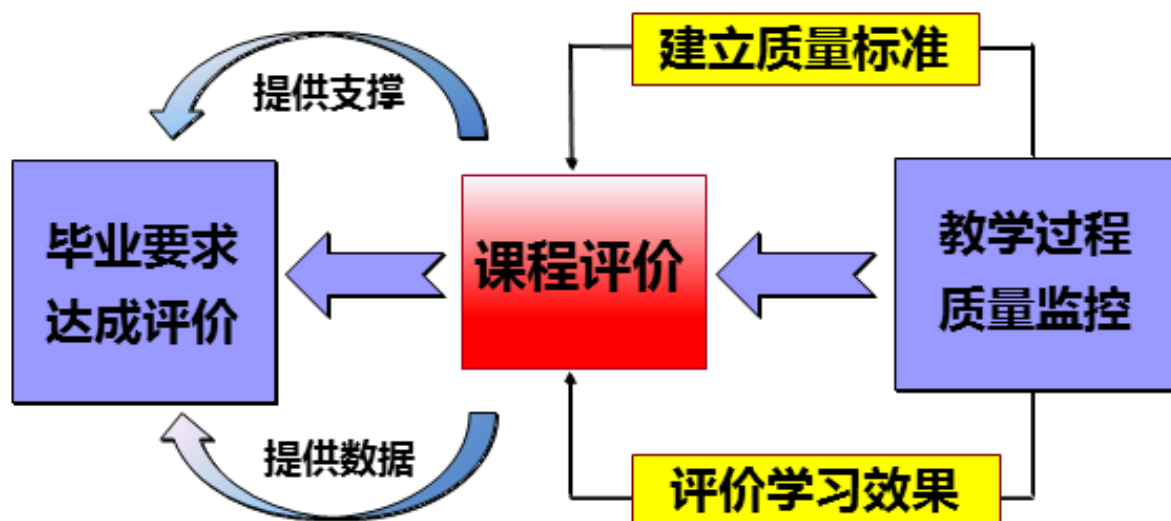 建立质量标准
提供支撑
毕业要求
达成评价
课程评价
教学过程
质量监控
提供数据
评价学习效果